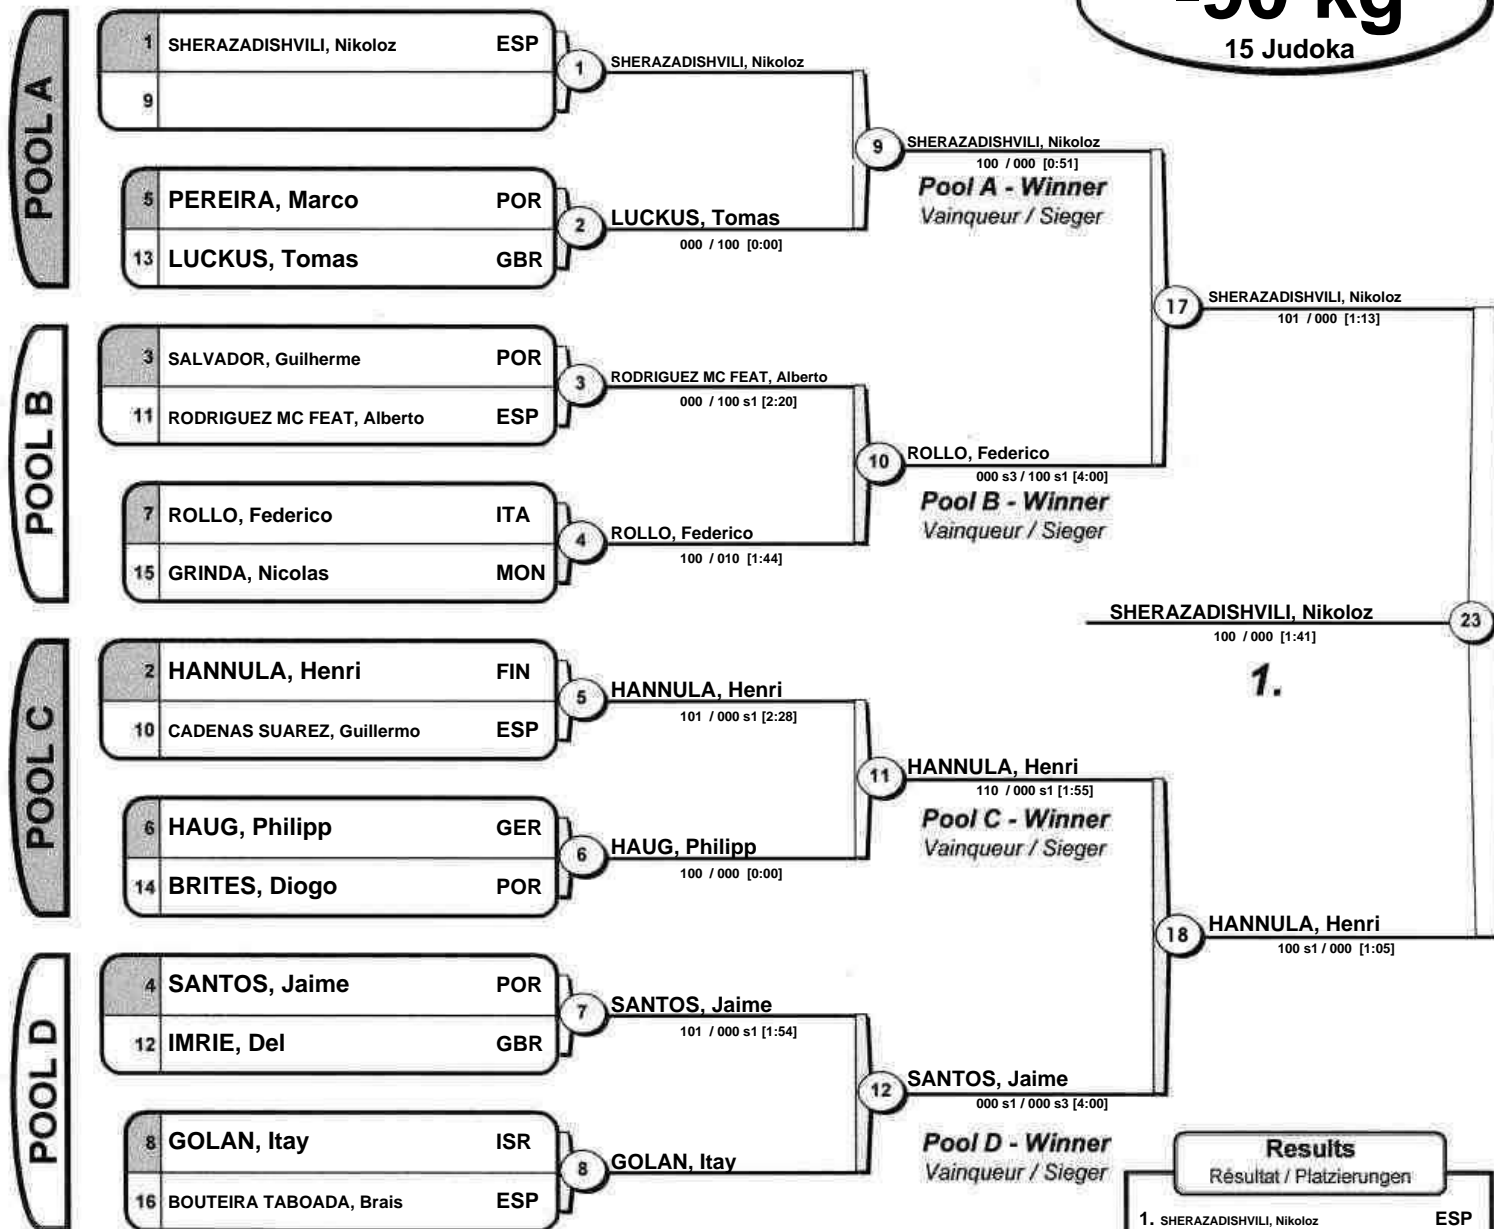 -90 kg
15 Judoka
POOL A
1 SHERAZADISHVILI, Nikoloz ESP
9
1 SHERAZADISHVILI, Nikoloz
5 PEREIRA, Marco POR
13 LUCKUS, Tomas GBR
2 LUCKUS, Tomas
000 / 100 [0:00]
9 SHERAZADISHVILI, Nikoloz
100 / 000 [0:51]
Pool A - Winner
Vainqueur / Sieger
POOL B
3 SALVADOR, Guilherme POR
11 RODRIGUEZ MC FEAT, Alberto ESP
3 RODRIGUEZ MC FEAT, Alberto
000 / 100 s1 [2:20]
7 ROLLO, Federico ITA
15 GRINDA, Nicolas MON
4 ROLLO, Federico
100 / 010 [1:44]
10 ROLLO, Federico
000 s3 / 100 s1 [4:00]
Pool B - Winner
Vainqueur / Sieger
17 SHERAZADISHVILI, Nikoloz
101 / 000 [1:13]
SHERAZADISHVILI, Nikoloz 23
100 / 000 [1:41]
1.
POOL C
2 HANNULA, Henri FIN
10 CADENAS SUAREZ, Guillermo ESP
5 HANNULA, Henri
101 / 000 s1 [2:28]
6 HAUG, Philipp GER
14 BRITES, Diogo POR
6 HAUG, Philipp
100 / 000 [0:00]
11 HANNULA, Henri
110 / 000 s1 [1:55]
Pool C - Winner
Vainqueur / Sieger
18 HANNULA, Henri
100 s1 / 000 [1:05]
POOL D
4 SANTOS, Jaime POR
12 IMRIE, Del GBR
7 SANTOS, Jaime
101 / 000 s1 [1:54]
8 GOLAN, Itay ISR
16 BOUTEIRA TABOADA, Brais ESP
8 GOLAN, Itay
12 SANTOS, Jaime
000 s1 / 000 s3 [4:00]
Pool D - Winner
Vainqueur / Sieger
Results
Résultat / Platzierungen
1. SHERAZADISHVILI, Nikoloz ESP